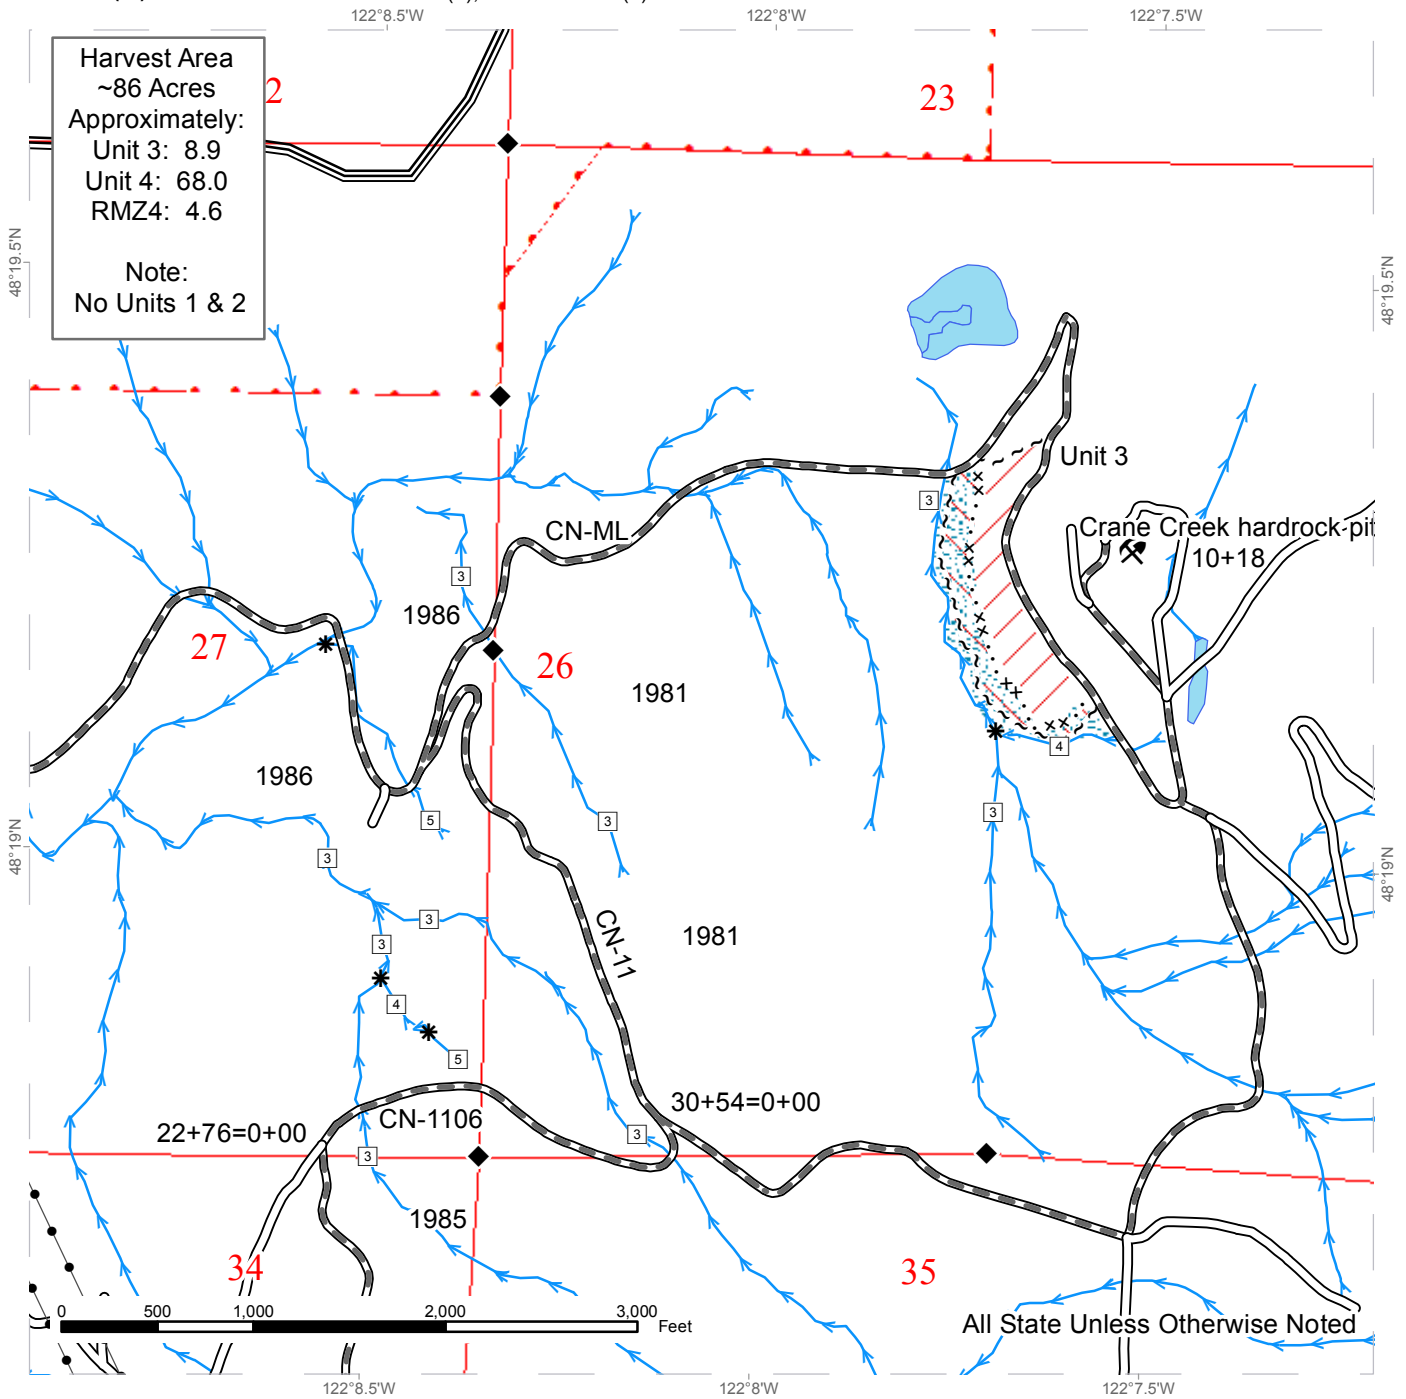 122°8.5'W
122°8'W
122°7.5'W
Harvest Area
~86 Acres
Approximately:
Unit 3: 8.9
Unit 4: 68.0
RMZ4: 4.6
Note:
No Units 1 & 2
2
23
48°19.5'N
48°19.5'N
Unit 3
3
CN-ML
Crane Creek hardrock pit
10+18
3
1986
27
26
1981
4
1986
3
5
3
48°19'N
48°19'N
3
3
CN-11
1981
3
4
5
30+54=0+00
CN-1106
22+76=0+00
3
3
1985
34
35
0
500
1,000
2,000
3,000
Feet
All State Unless Otherwise Noted
122°8.5'W
122°8'W
122°7.5'W